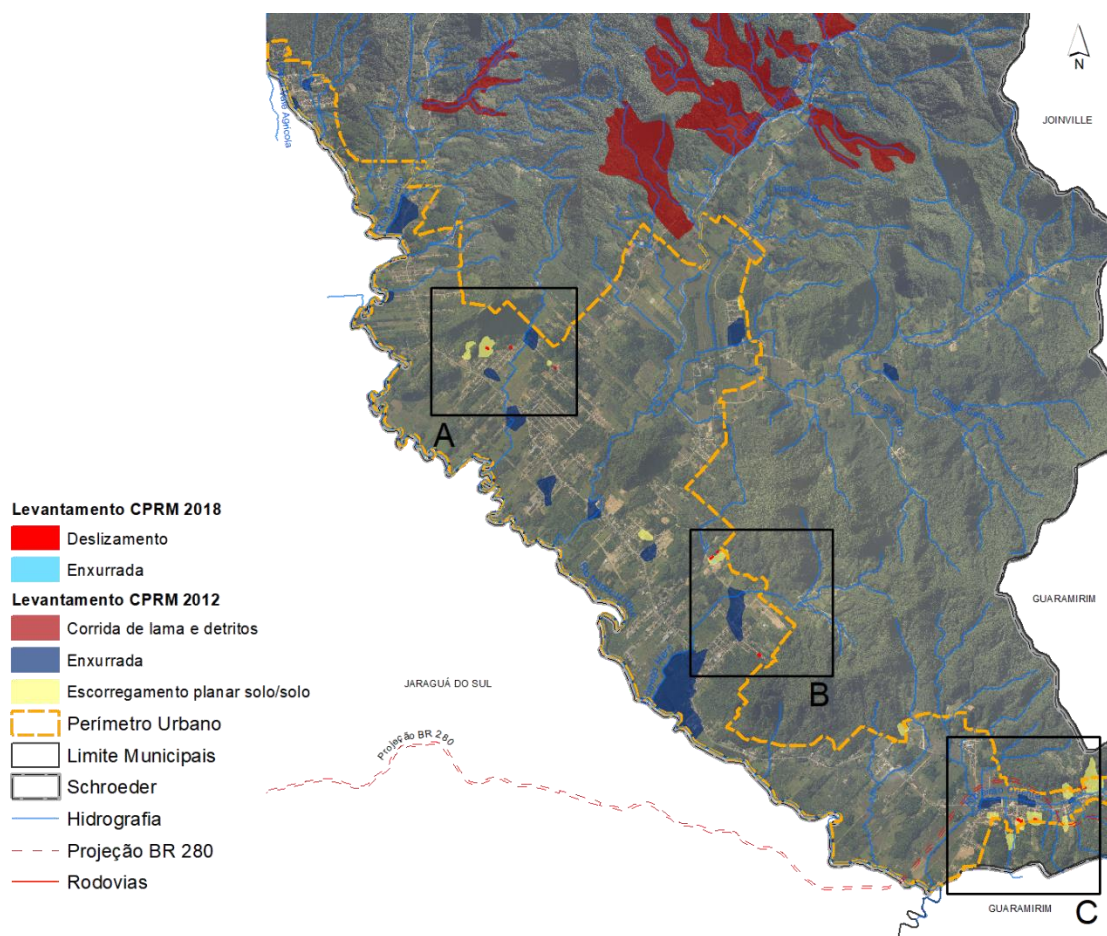 N
JOINVILLE
A
Levantamento CPRM 2018
Deslizamento
Enxurrada
Levantamento CPRM 2012
Corrida de lama e detritos
Enxurrada
Escorregamento planar solo/solo
Perímetro Urbano
Limite Municipais
Schroeder
Hidrografia
Projeção BR 280
Rodovias
GUARAMIRIM
B
JARAGUÁ DO SUL
Projeção BR 280
GUARAMIRIM
C